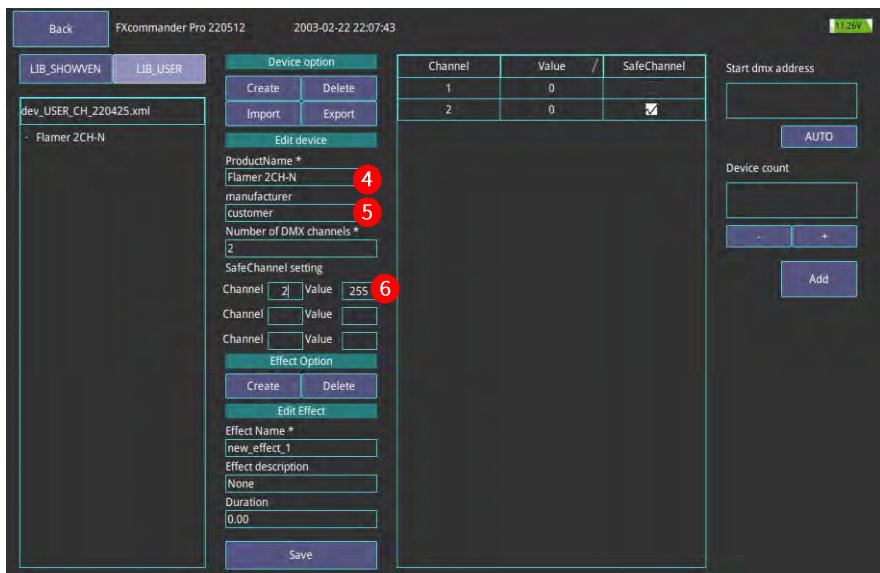 Back
FXcommander Pro 220512
2003-02-22 22:07:43
11.26V
LIB_SHOWVEN
LIB_USER
dev_USER_CH_220425.xml
- Flamer 2CH-N
Device option
Create
Delete
Import
Export
Edit device
ProductName *
Flamer 2CH-N
4
manufacturer
customer
5
Number of DMX channels *
2
SafeChannel setting
Channel 2 Value 255
6
Channel Value
Channel Value
Effect Option
Create
Delete
Edit Effect
Effect Name *
new_effect_1
Effect description
None
Duration
0.00
Save
Channel Value / SafeChannel
1 0
2 0
Start dmx address
AUTO
Device count
- +
Add